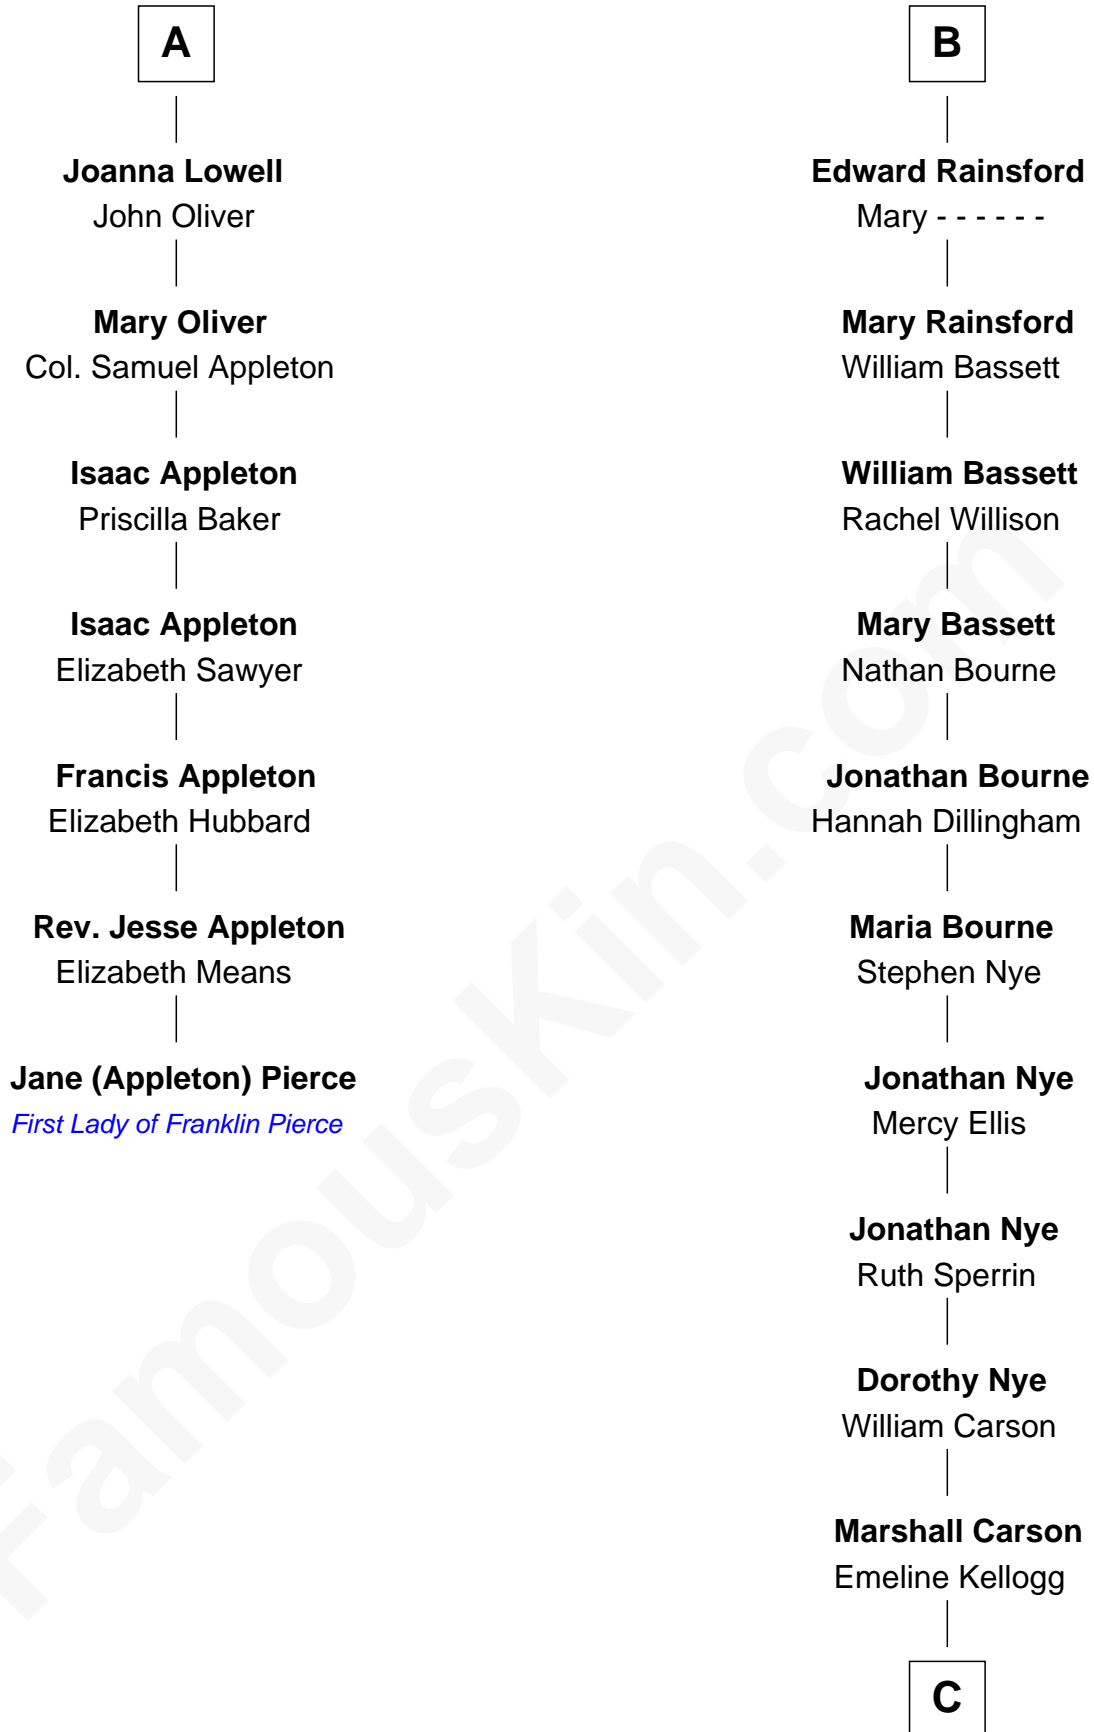 A
Joanna Lowell
John Oliver
Mary Oliver
Col. Samuel Appleton
Isaac Appleton
Priscilla Baker
Isaac Appleton
Elizabeth Sawyer
Francis Appleton
Elizabeth Hubbard
Rev. Jesse Appleton
Elizabeth Means
Jane (Appleton) Pierce
First Lady of Franklin Pierce
B
Edward Rainsford
Mary - - - - - -
Mary Rainsford
William Bassett
William Bassett
Rachel Willison
Mary Bassett
Nathan Bourne
Jonathan Bourne
Hannah Dillingham
Maria Bourne
Stephen Nye
Jonathan Nye
Mercy Ellis
Jonathan Nye
Ruth Sperrin
Dorothy Nye
William Carson
Marshall Carson
Emeline Kellogg
C
FamousKin.com